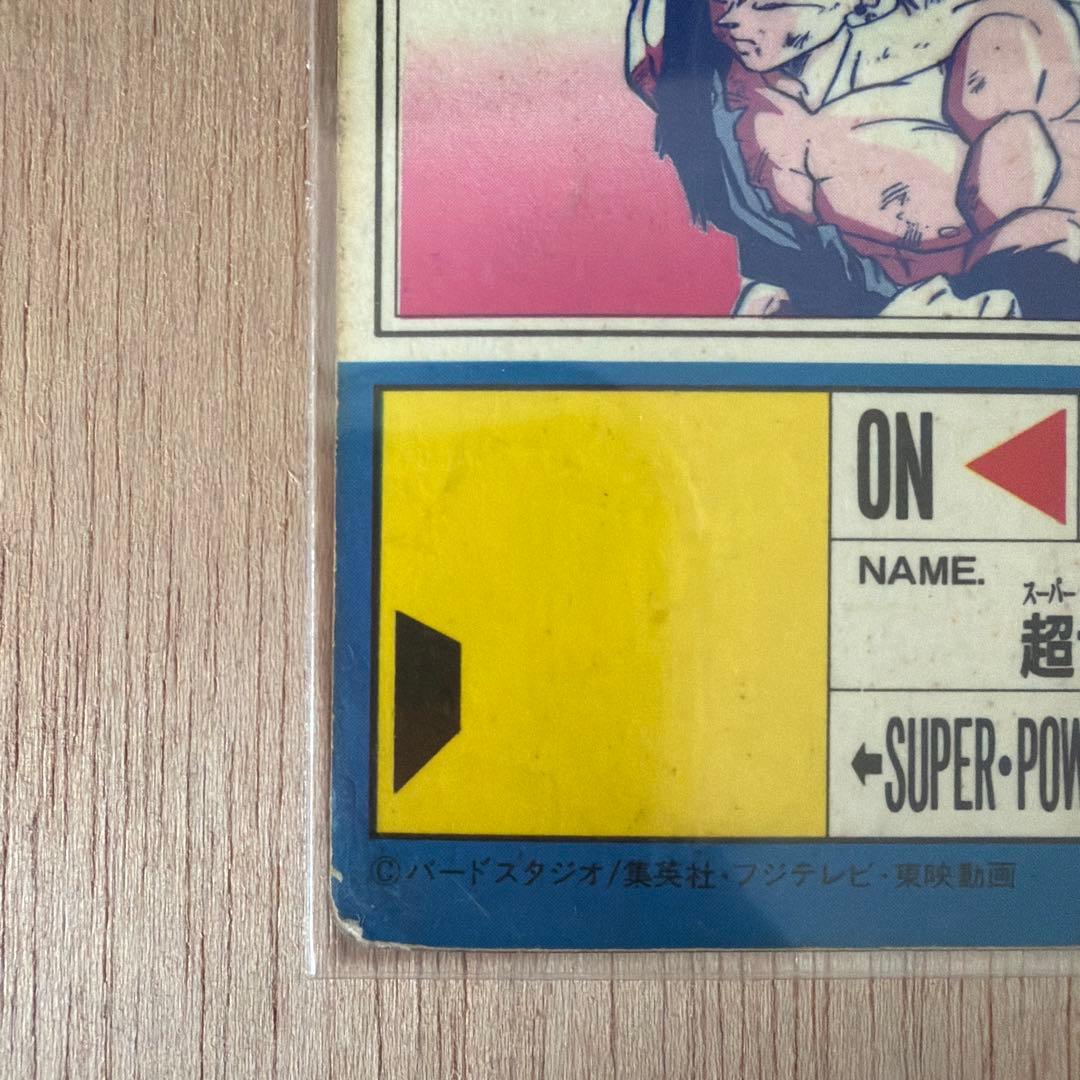 ON
NAME.
スーパー
超
←SUPER・POW
©バードスタジオ/集英社・フジテレビ・東映動画